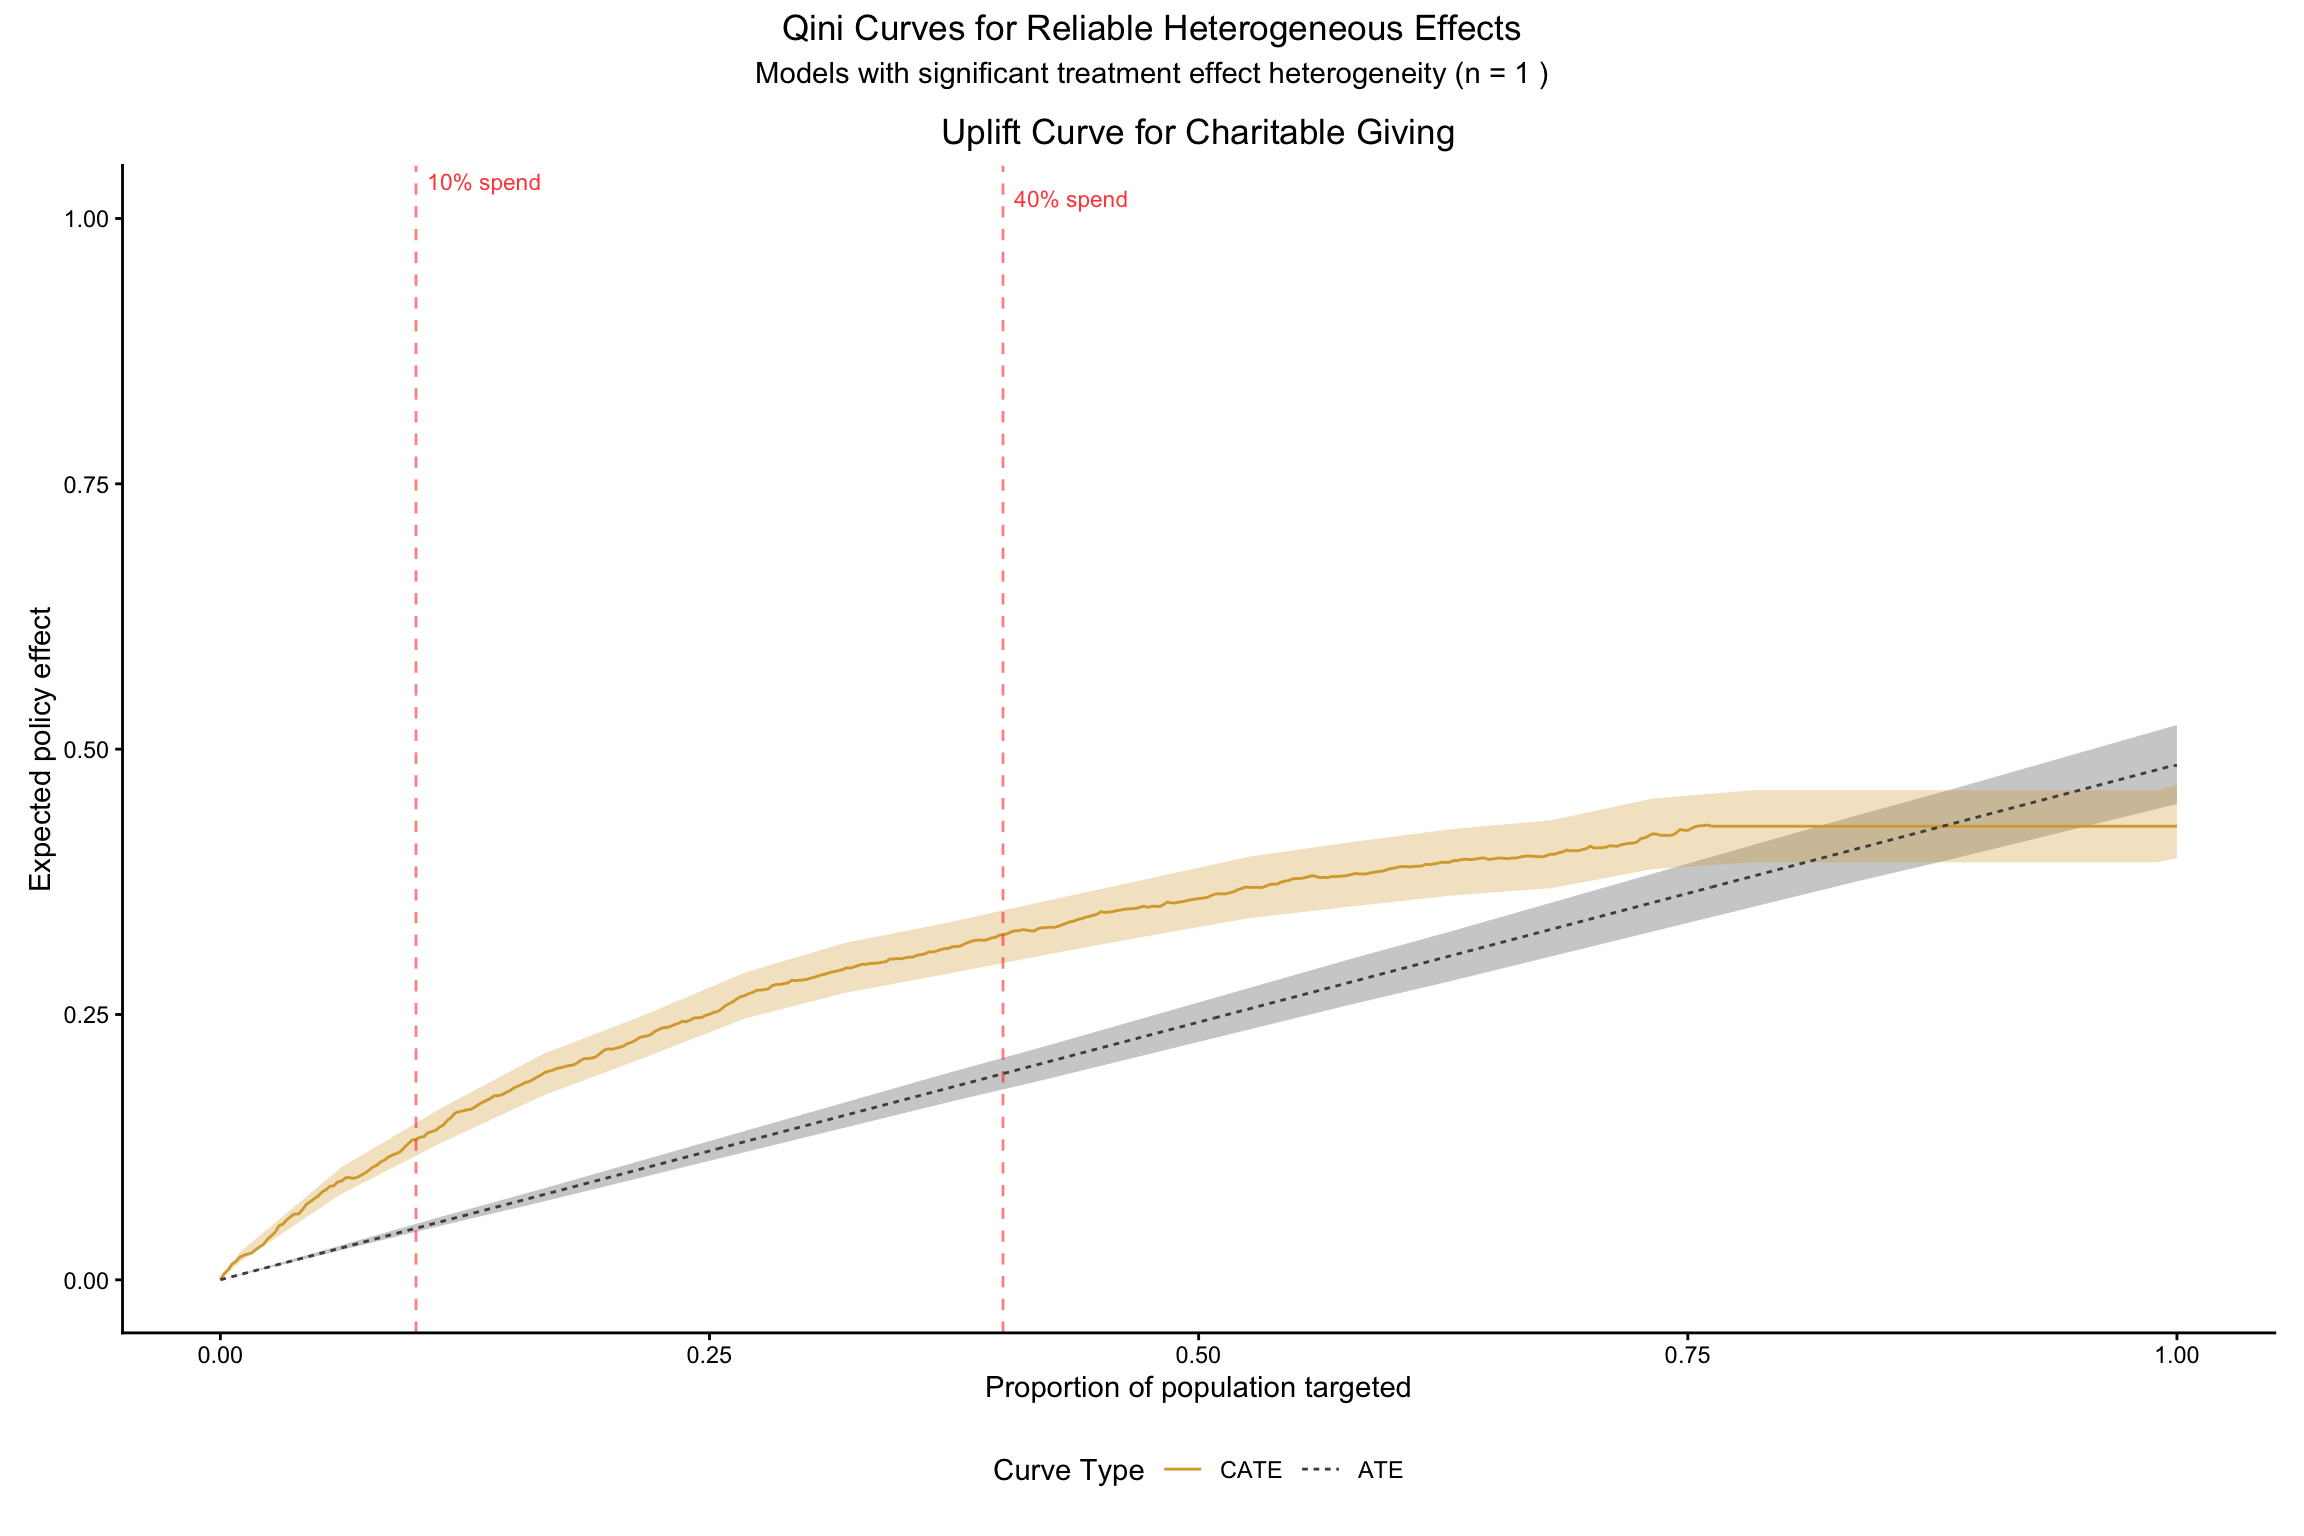 Qini Curves for Reliable Heterogeneous Effects
Models with significant treatment effect heterogeneity (n = 1 )
Uplift Curve for Charitable Giving
10% spend
40% spend
1.00
0.75
0.50
0.25
0.00
Expected policy effect
0.00 0.25 0.50 0.75 1.00
Proportion of population targeted
Curve Type CATE ATE